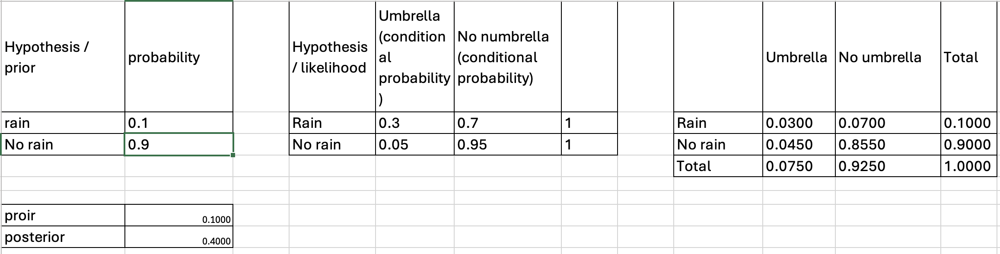 Hypothesis /
prior
probability
Hypothesis
/ likelihood
Umbrella
(condition
al
probability
)
No numbrella
(conditional
probability)
Umbrella
No umbrella
Total
rain 0.1 Rain 0.3 0.7 1 Rain 0.0300 0.0700 0.1000
No rain 0.9 No rain 0.05 0.95 1 No rain 0.0450 0.8550 0.9000
Total 0.0750 0.9250 1.0000
proir 0.1000
posterior 0.4000